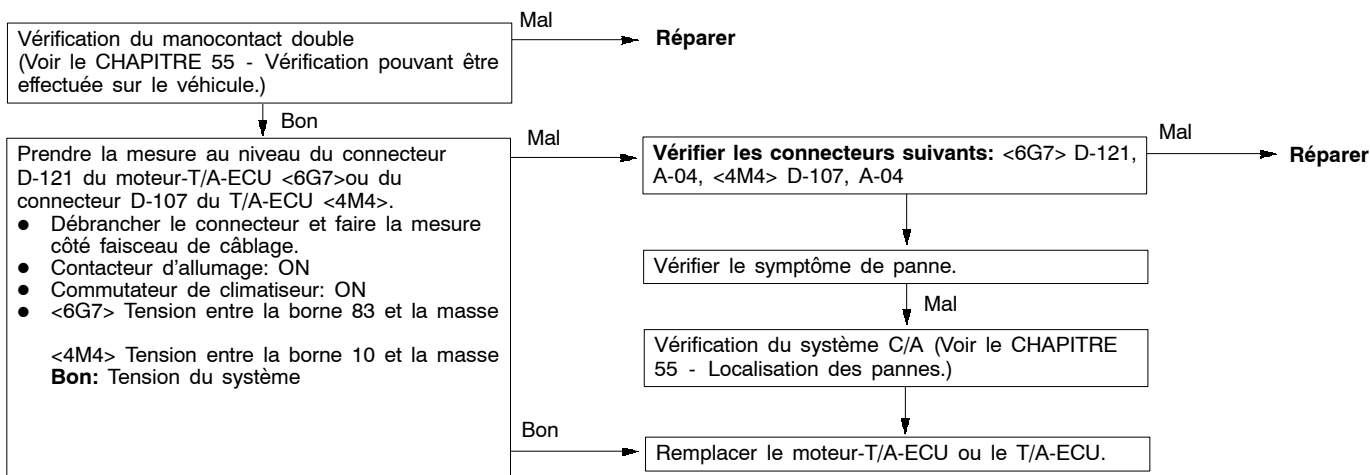 Vérification du manocontact double
(Voir le CHAPITRE 55 - Vérification pouvant être
effectuée sur le véhicule.)
Mal
Réparer
Bon
Prendre la mesure au niveau du connecteur
D-121 du moteur-T/A-ECU <6G7>ou du
connecteur D-107 du T/A-ECU <4M4>.
● Débrancher le connecteur et faire la mesure
côté faisceau de câblage.
● Contacteur d'allumage: ON
● Commutateur de climatiseur: ON
● <6G7> Tension entre la borne 83 et la masse
<4M4> Tension entre la borne 10 et la masse
Bon: Tension du système
Mal
Vérifier les connecteurs suivants: <6G7> D-121,
A-04, <4M4> D-107, A-04
Mal
Réparer
Vérifier le symptôme de panne.
Mal
Vérification du système C/A (Voir le CHAPITRE
55 - Localisation des pannes.)
Bon
Remplacer le moteur-T/A-ECU ou le T/A-ECU.